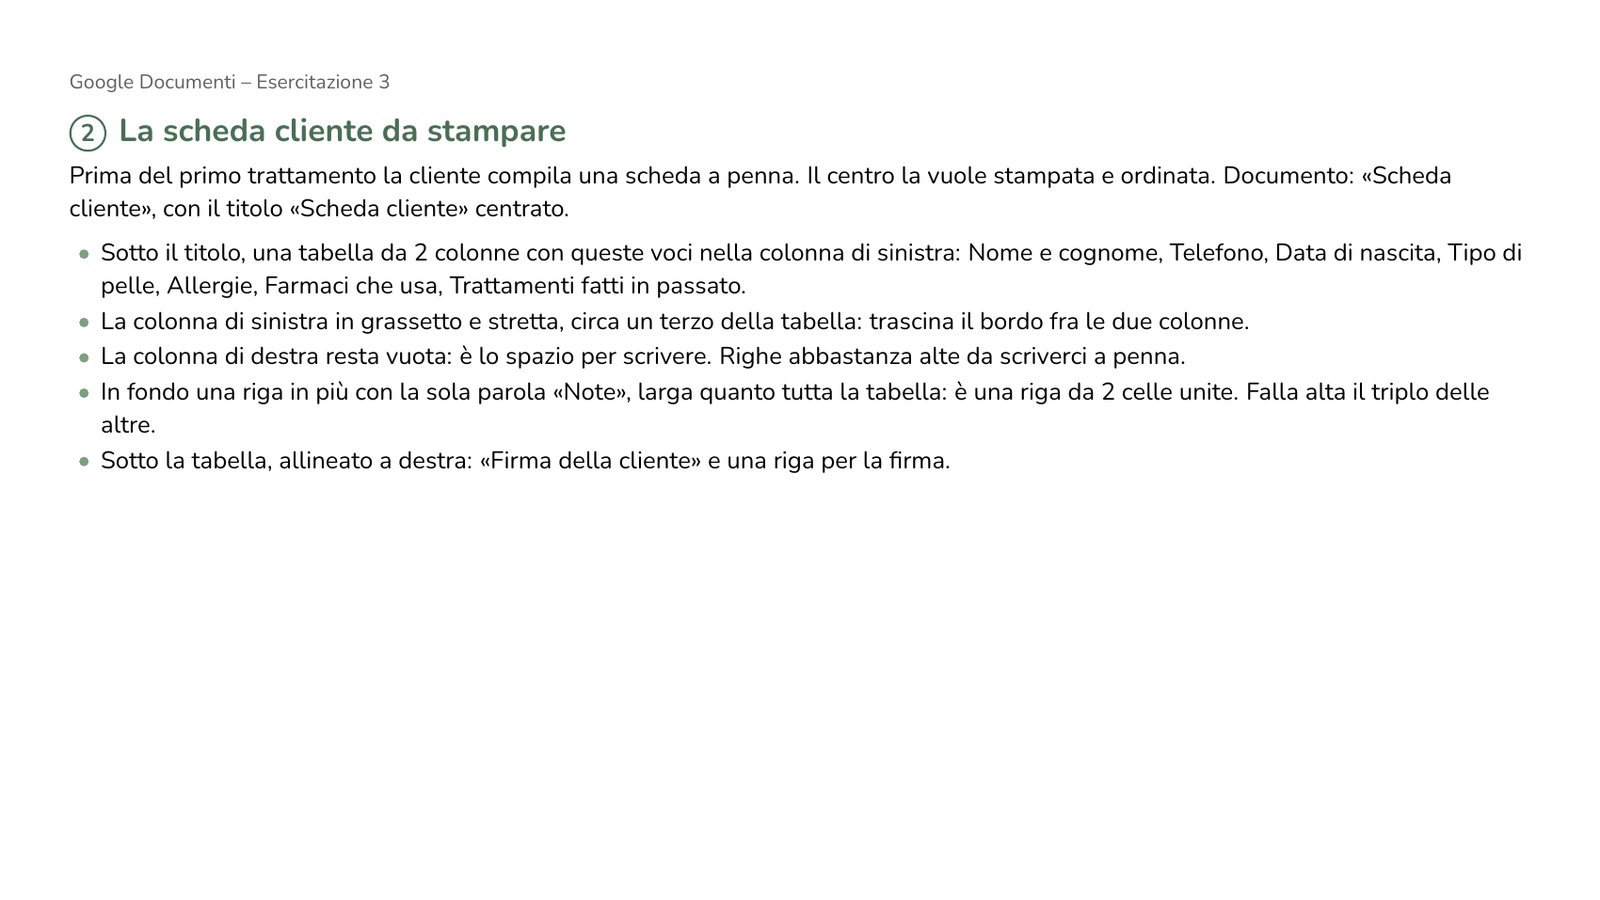 Google Documenti – Esercitazione 3
2 La scheda cliente da stampare
Prima del primo trattamento la cliente compila una scheda a penna. Il centro la vuole stampata e ordinata. Documento: «Scheda
cliente», con il titolo «Scheda cliente» centrato.
• Sotto il titolo, una tabella da 2 colonne con queste voci nella colonna di sinistra: Nome e cognome, Telefono, Data di nascita, Tipo di
pelle, Allergie, Farmaci che usa, Trattamenti fatti in passato.
• La colonna di sinistra in grassetto e stretta, circa un terzo della tabella: trascina il bordo fra le due colonne.
• La colonna di destra resta vuota: è lo spazio per scrivere. Righe abbastanza alte da scriverci a penna.
• In fondo una riga in più con la sola parola «Note», larga quanto tutta la tabella: è una riga da 2 celle unite. Falla alta il triplo delle
altre.
• Sotto la tabella, allineato a destra: «Firma della cliente» e una riga per la firma.